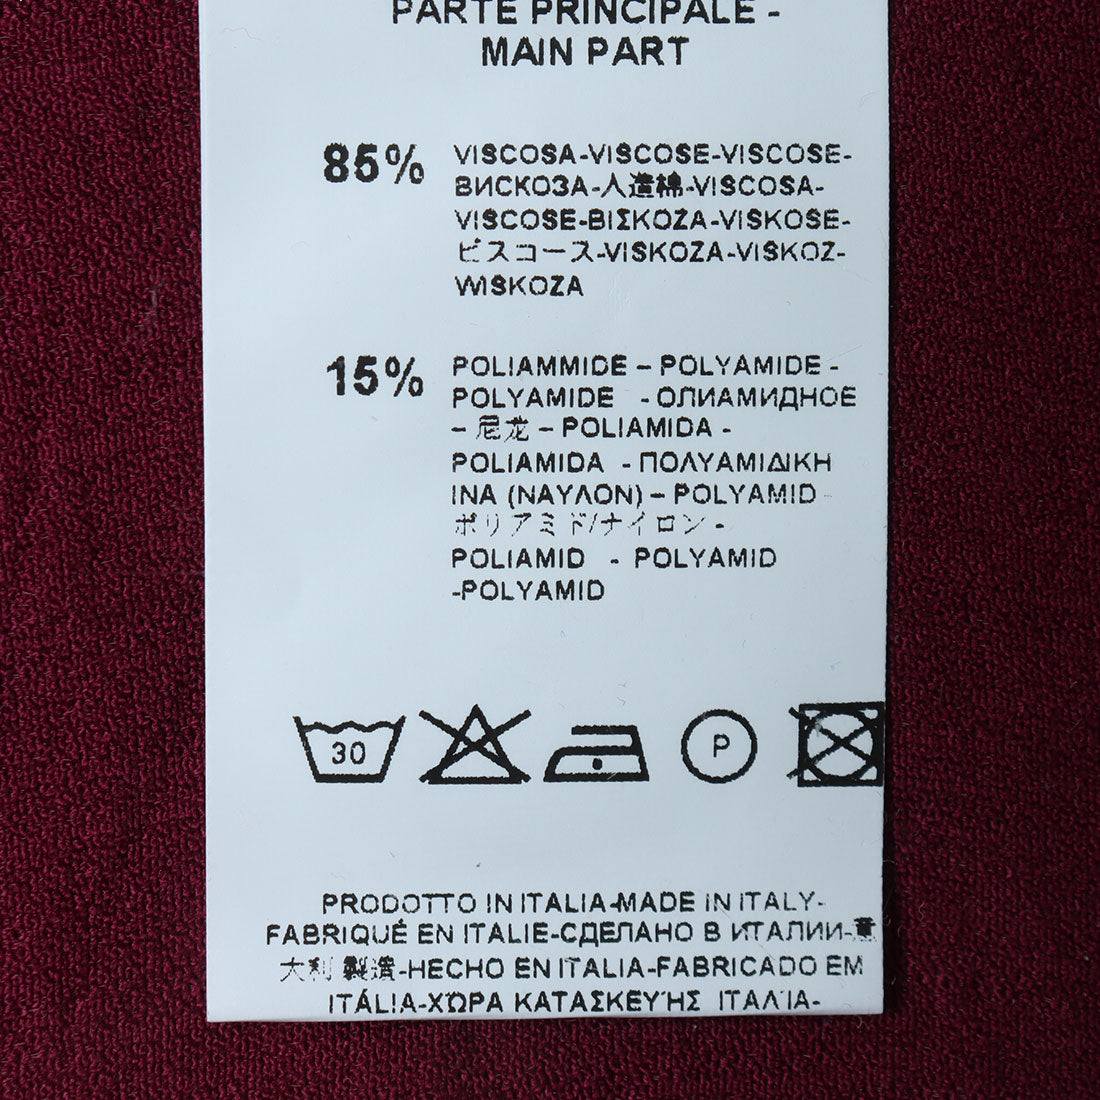 PARTE PRINCIPALE -
MAIN PART
85% VISCOSA-VISCOSE-VISCOSE-
ВИСКОЗА-人造棉-VISCOSA-
VISCOSE-ΒΙΣΚΟΖΑ-VISKOSE-
ビスコース-VISKOZA-VISKOZ-
WISKOZA
15% POLIAMMIDE – POLYAMIDE -
POLYAMIDE - ОЛИАМИДНОЕ
– 尼龙 – POLIAMIDA -
POLIAMIDA - ΠΟΛΥΑΜΙΔΙΚΗ
ΙΝΑ (ΝΑΥΛΟΝ) – POLYAMID -
ポリアミド/ナイロン -
POLIAMID - POLYAMID
-POLYAMID
30
P
PRODOTTO IN ITALIA-MADE IN ITALY-
FABRIQUÉ EN ITALIE-СДЕЛАНО В ИТАЛИИ-意
大利 製造-HECHO EN ITALIA-FABRICADO EM
ITÁLIA-ΧΏΡΑ ΚΑΤΑΣΚΕΥΉΣ ΙΤΑΛΊΑ-